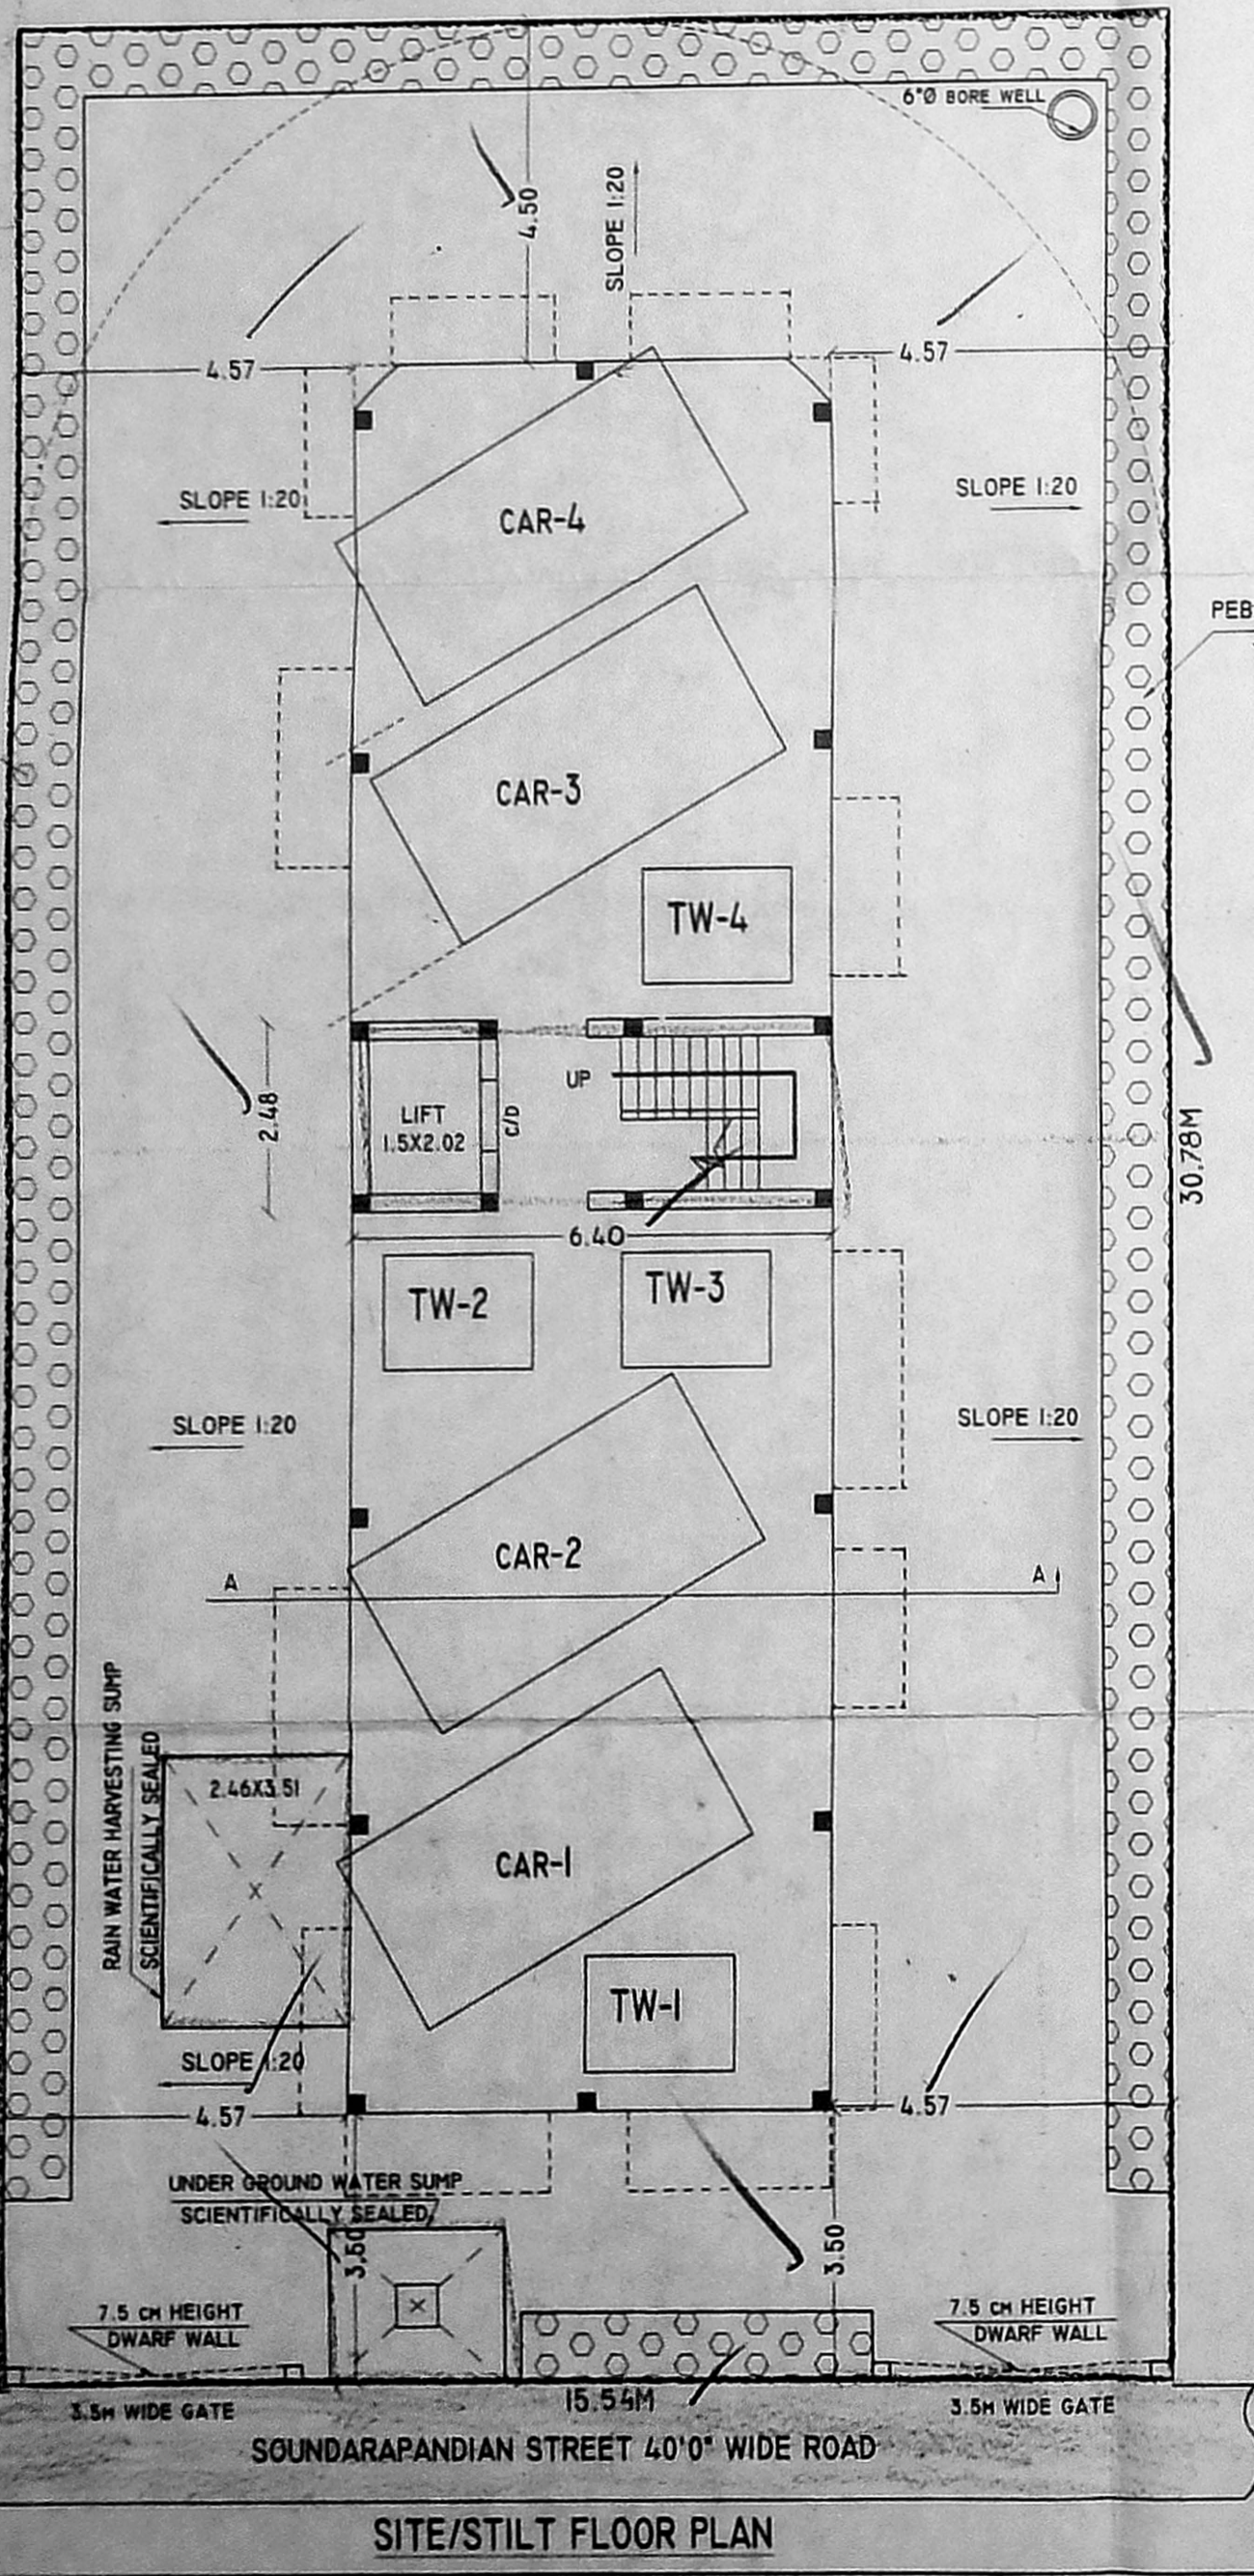 6"Ø BORE WELL
4.50
SLOPE 1:20
4.57
4.57
SLOPE 1:20
SLOPE 1:20
CAR-4
PEB
CAR-3
TW-4
UP
LIFT
1.5X2.02
C/D
2.48
30.78M
6.40
TW-2
TW-3
SLOPE 1:20
SLOPE 1:20
CAR-2
A
A
RAIN WATER HARVESTING SUMP
SCIENTIFICALLY SEALED
2.46X3.51
CAR-1
TW-1
SLOPE 1:20
4.57
4.57
UNDER GROUND WATER SUMP
SCIENTIFICALLY SEALED
3.50
3.50
7.5 CM HEIGHT
DWARF WALL
7.5 CM HEIGHT
DWARF WALL
3.5M WIDE GATE
15.54M
3.5M WIDE GATE
SOUNDARAPANDIAN STREET 40'0" WIDE ROAD
SITE/STILT FLOOR PLAN